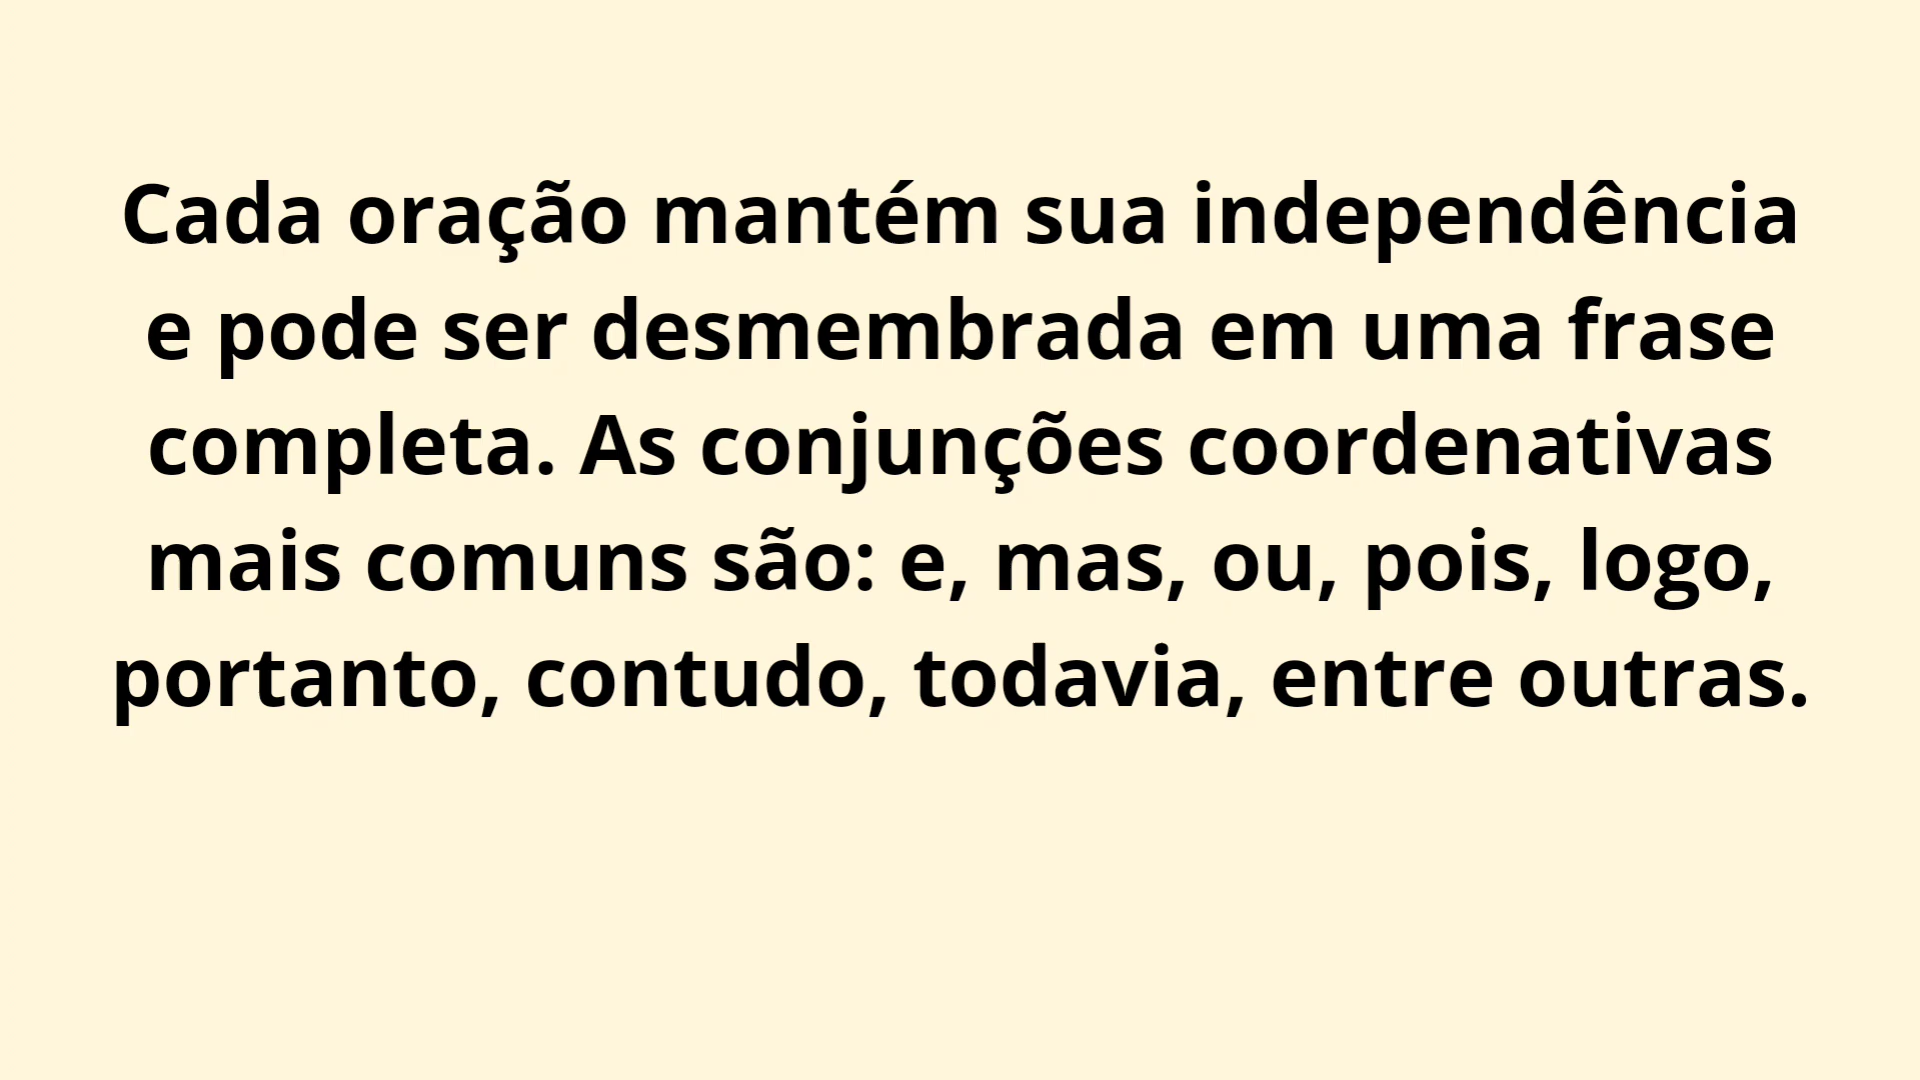 Cada oração mantém sua independência
e pode ser desmembrada em uma frase
completa. As conjunções coordenativas
mais comuns são: e, mas, ou, pois, logo,
portanto, contudo, todavia, entre outras.